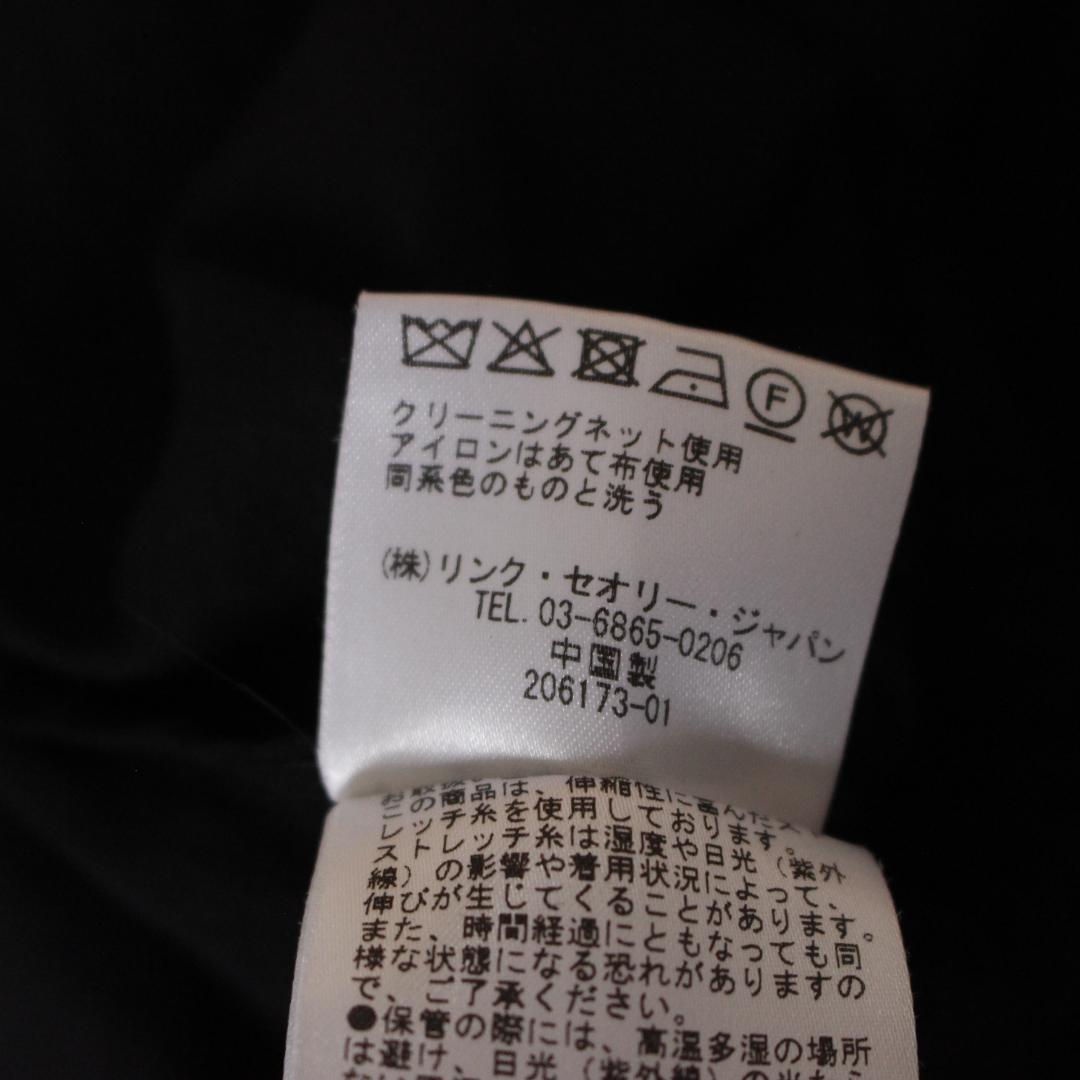 F W
クリーニングネット使用
アイロンはあて布使用
同系色のものと洗う
(株)リンク・セオリー・ジャパン
TEL. 03-6865-0206
中国製
206173-01
この商品は、伸縮性に富んだス
トレッチ糸を使用しております。
ストレッチ糸は湿度や日光(紫外
線)の影響や着用状況によって、
伸びが生じてくることがあります。
また、時間経過にともなっても同
様な状態になる恐れがありますの
で、ご了承ください。
●保管の際には、高温多湿の場所
は避け、日光(紫外線)の